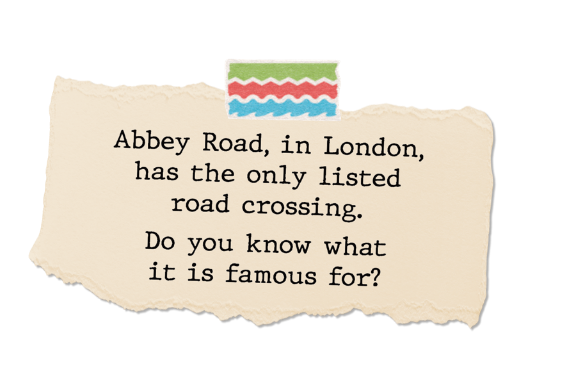 Abbey Road, in London,
has the only listed
road crossing.
Do you know what
it is famous for?